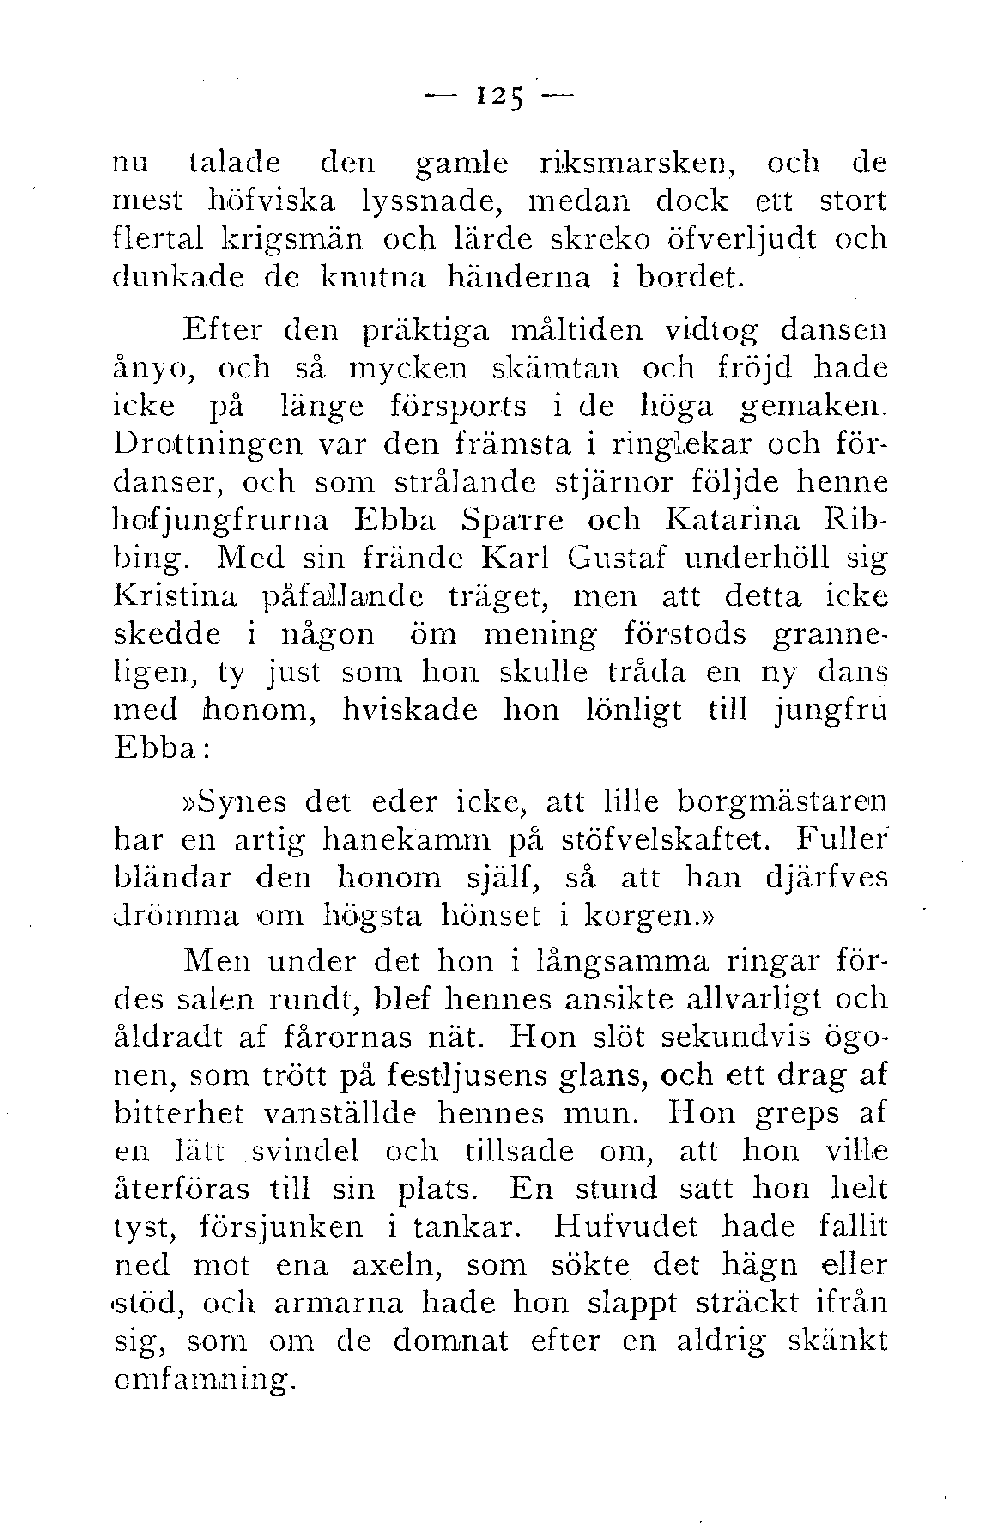 — 125 —
nu talade den gamle riksmarsken, och de
mest höfviska lyssnade, medan dock ett stort
flertal krigsmän och lärde skreko öfverljudt och
dunkade de knutna händerna i bordet.
Efter den präktiga måltiden vidtog dansen
ånyo, och så mycken skämtan och fröjd hade
icke på länge försports i de höga gemaken.
Drottningen var den främsta i ringlekar och för-
danser, och som strålande stjärnor följde henne
hofjungfrurna Ebba Sparre och Katarina Rib-
bing. Med sin frände Karl Gustaf underhöll sig
Kristina påfallande träget, men att detta icke
skedde i någon öm mening förstods granne-
ligen, ty just som hon skulle tråda en ny dans
med honom, hviskade hon lönligt till jungfru
Ebba:
»Synes det eder icke, att lille borgmästaren
har en artig hanekamm på stöfvelskaftet. Fuller
bländar den honom själf, så att han djärfves
drömma om högsta hönset i korgen.»
Men under det hon i långsamma ringar för-
des salen rundt, blef hennes ansikte allvarligt och
åldradt af fårornas nät. Hon slöt sekundvis ögo-
nen, som trött på festljusens glans, och ett drag af
bitterhet vanställde hennes mun. Hon greps af
en lätt svindel och tillsade om, att hon ville
återföras till sin plats. En stund satt hon helt
tyst, försjunken i tankar. Hufvudet hade fallit
ned mot ena axeln, som sökte det hägn eller
stöd, och armarna hade hon slappt sträckt ifrån
sig, som om de domnat efter en aldrig skänkt
omfamning.